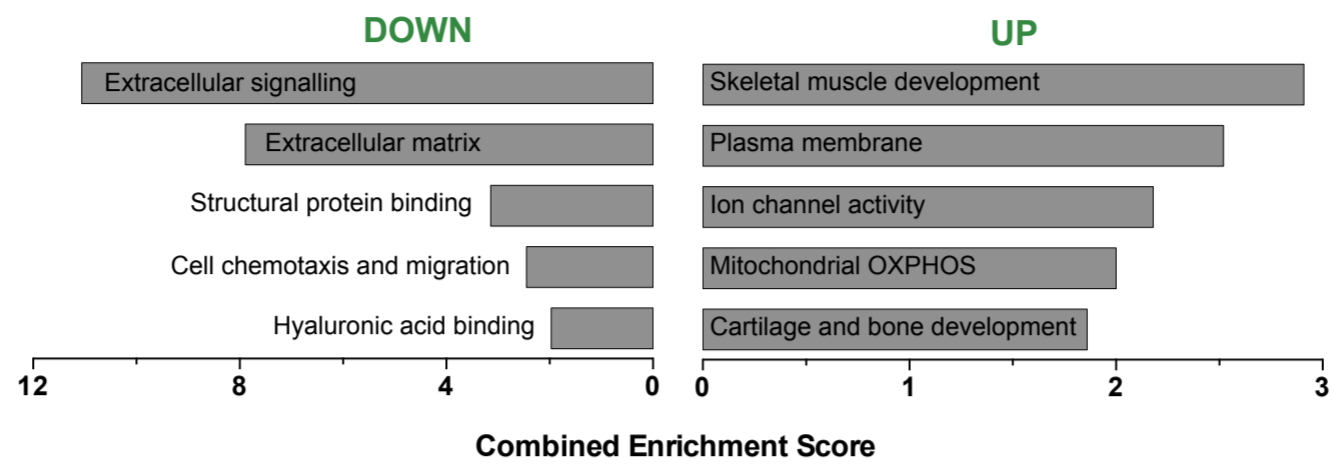 DOWN
Extracellular signalling
Extracellular matrix
Structural protein binding
Cell chemotaxis and migration
Hyaluronic acid binding
12 8 4 0
UP
Skeletal muscle development
Plasma membrane
Ion channel activity
Mitochondrial OXPHOS
Cartilage and bone development
0 1 2 3
Combined Enrichment Score